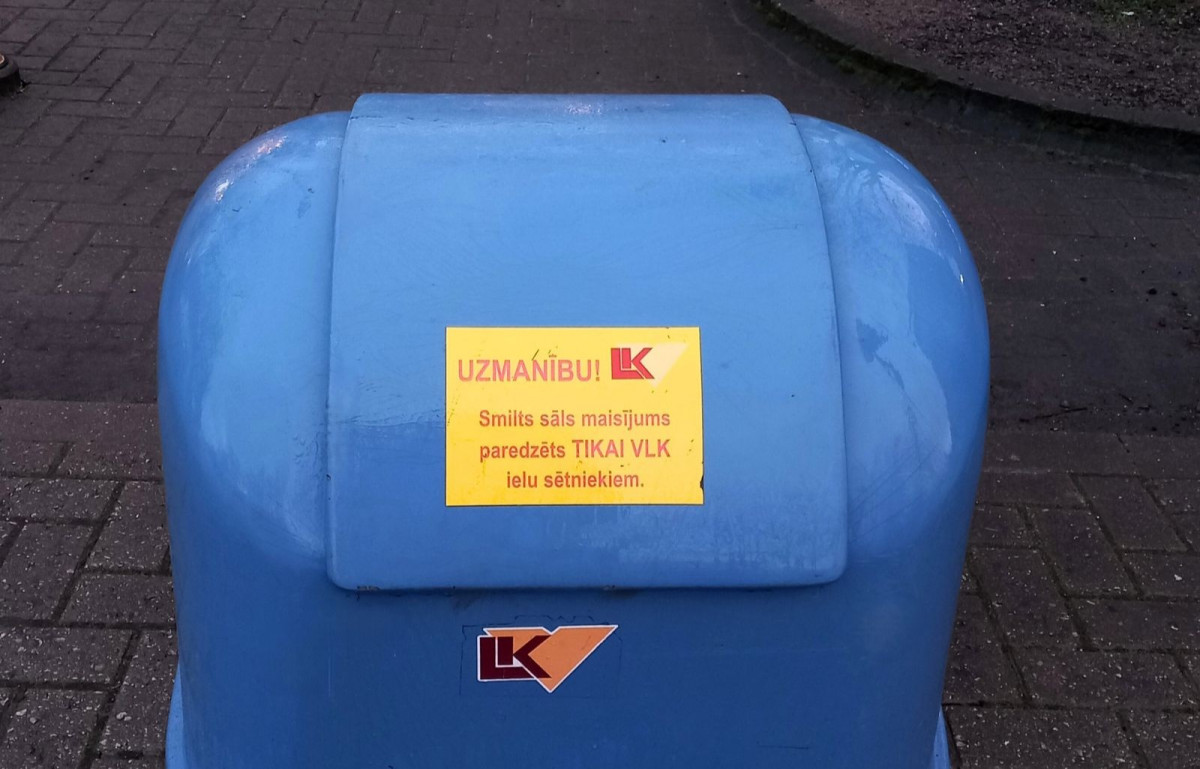 UZMANĪBU! LK
Smilts sāls maisījums
paredzēts TIKAI VLK
ielu sētniekiem.
LK